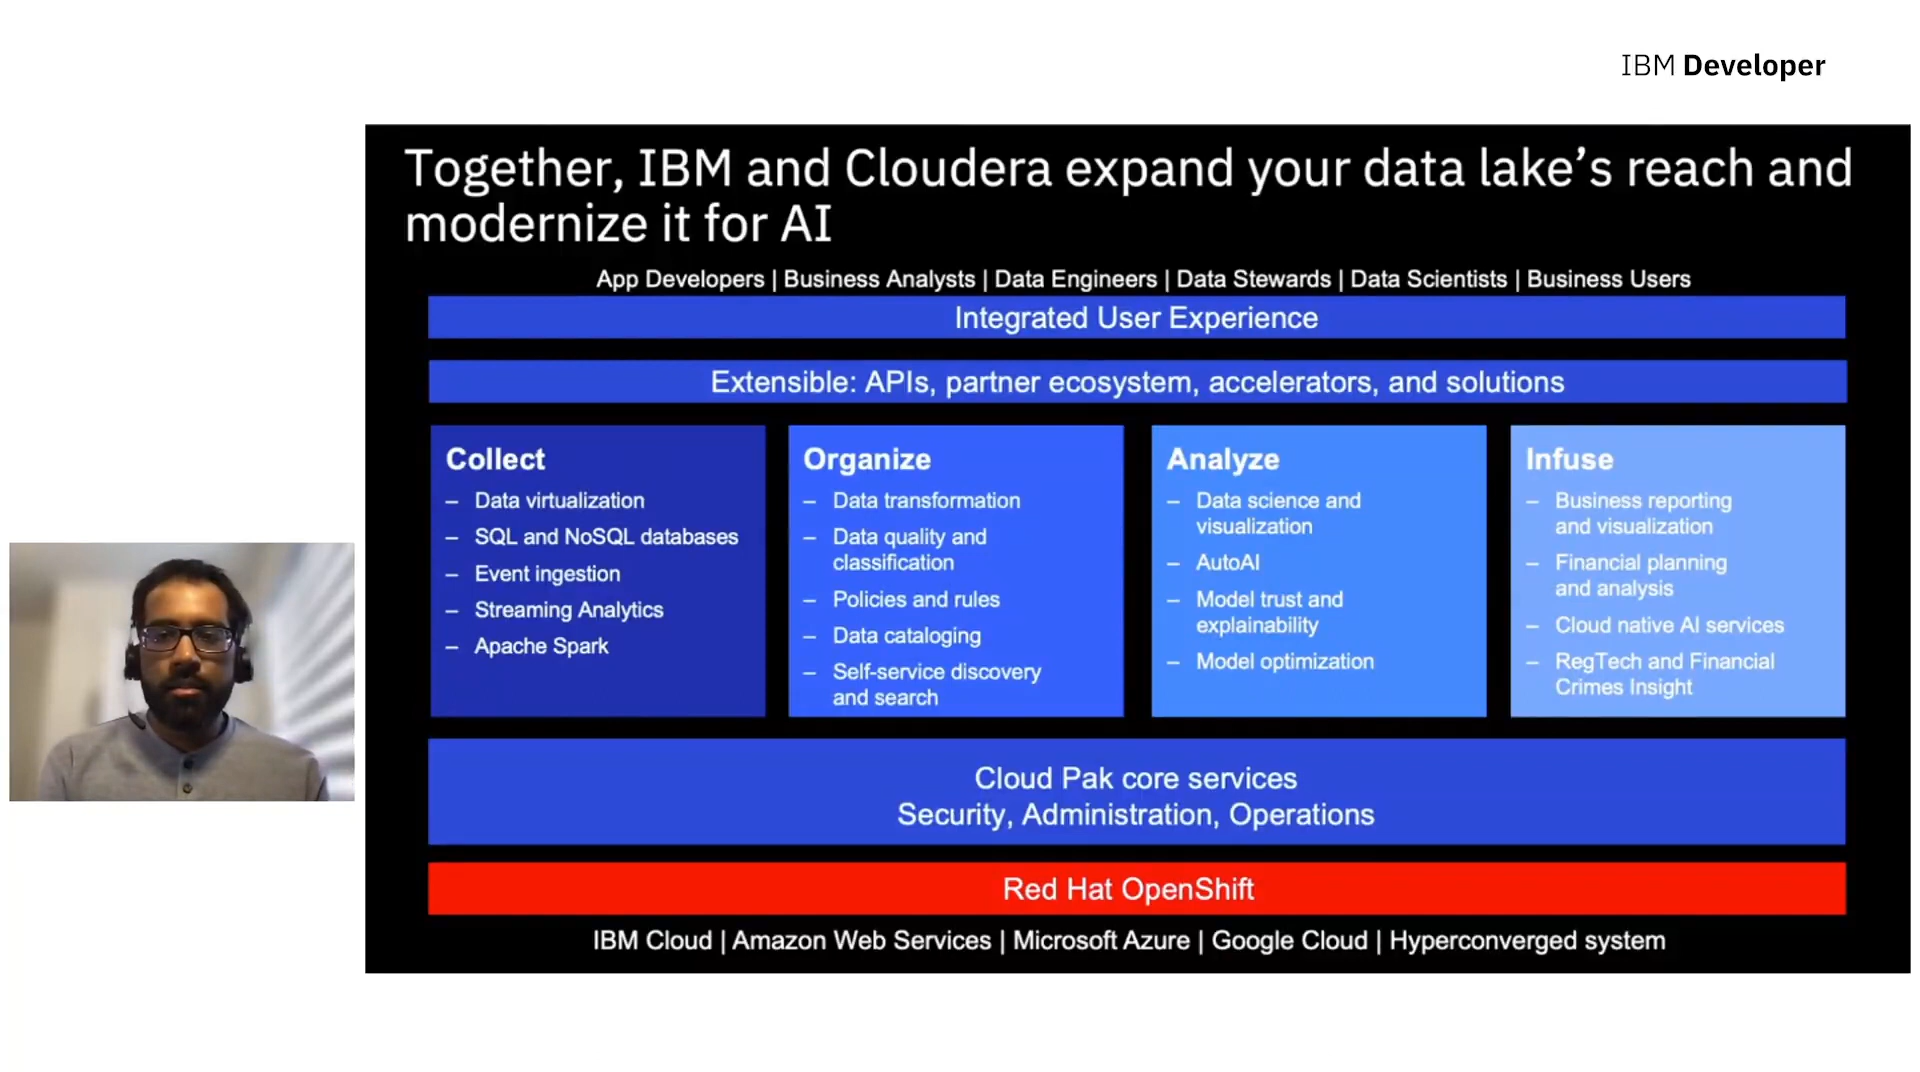 IBM Developer
Together, IBM and Cloudera expand your data lake’s reach and
modernize it for AI
App Developers | Business Analysts | Data Engineers | Data Stewards | Data Scientists | Business Users
Integrated User Experience
Extensible: APIs, partner ecosystem, accelerators, and solutions
Collect
– Data virtualization
– SQL and NoSQL databases
– Event ingestion
– Streaming Analytics
– Apache Spark
Organize
– Data transformation
– Data quality and
classification
– Policies and rules
– Data cataloging
– Self-service discovery
and search
Analyze
– Data science and
visualization
– AutoAI
– Model trust and
explainability
– Model optimization
Infuse
– Business reporting
and visualization
– Financial planning
and analysis
– Cloud native AI services
– RegTech and Financial
Crimes Insight
Cloud Pak core services
Security, Administration, Operations
Red Hat OpenShift
IBM Cloud | Amazon Web Services | Microsoft Azure | Google Cloud | Hyperconverged system